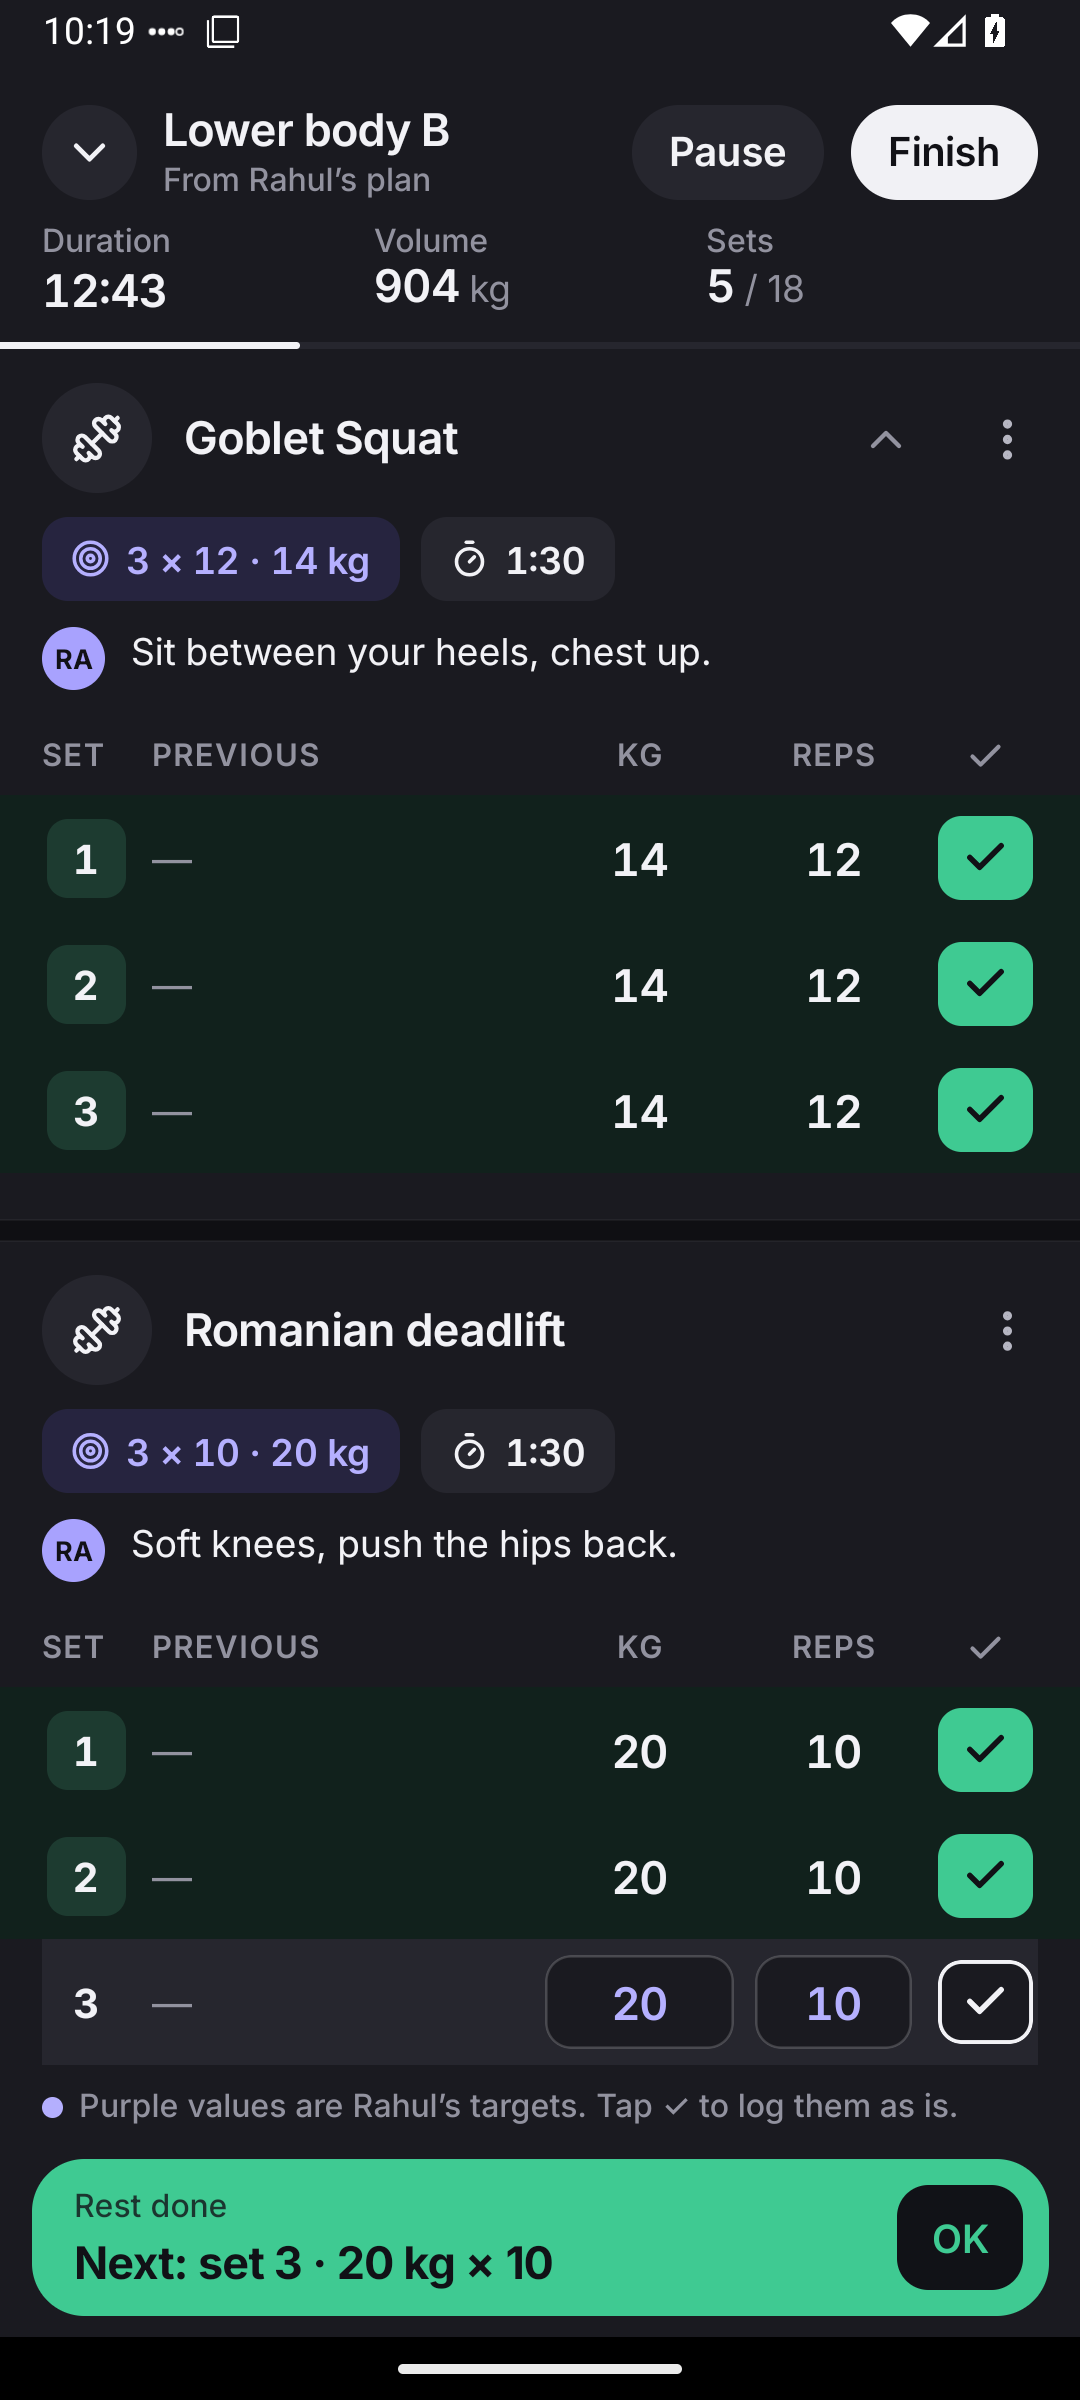 10:19
Lower body B
From Rahul’s plan
Pause
Finish
Duration
12:43
Volume
904 kg
Sets
5 / 18
Goblet Squat
3 × 12 · 14 kg
1:30
RA
Sit between your heels, chest up.
SET PREVIOUS KG REPS ✓
1 — 14 12 ✓
2 — 14 12 ✓
3 — 14 12 ✓
Romanian deadlift
3 × 10 · 20 kg
1:30
RA
Soft knees, push the hips back.
SET PREVIOUS KG REPS ✓
1 — 20 10 ✓
2 — 20 10 ✓
3 — 20 10 ✓
Purple values are Rahul’s targets. Tap ✓ to log them as is.
Rest done
Next: set 3 · 20 kg × 10
OK